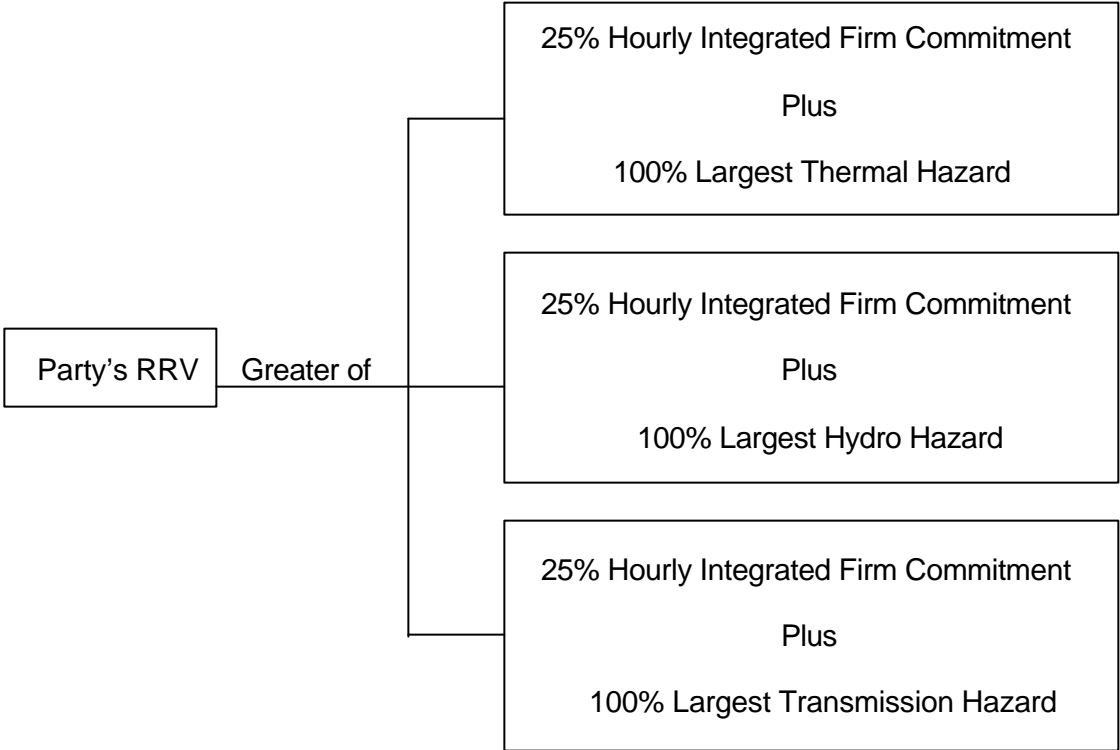 25% Hourly Integrated Firm Commitment
Plus
100% Largest Thermal Hazard
Party’s RRV
Greater of
25% Hourly Integrated Firm Commitment
Plus
100% Largest Hydro Hazard
25% Hourly Integrated Firm Commitment
Plus
100% Largest Transmission Hazard